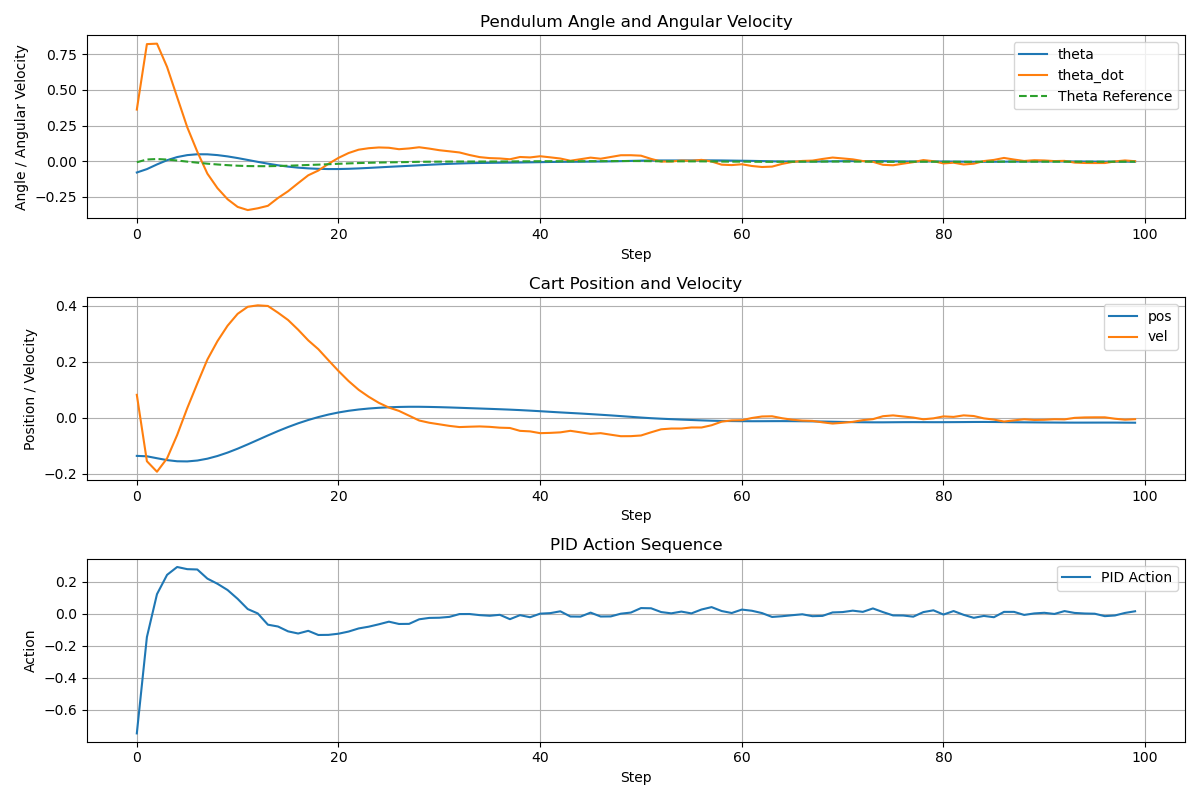 Pendulum Angle and Angular Velocity
Angle / Angular Velocity
0.75
0.50
0.25
0.00
−0.25
theta
theta_dot
Theta Reference
0 20 40 60 80 100
Step
Cart Position and Velocity
Position / Velocity
0.4
0.2
0.0
−0.2
pos
vel
0 20 40 60 80 100
Step
PID Action Sequence
Action
0.2
0.0
−0.2
−0.4
−0.6
PID Action
0 20 40 60 80 100
Step